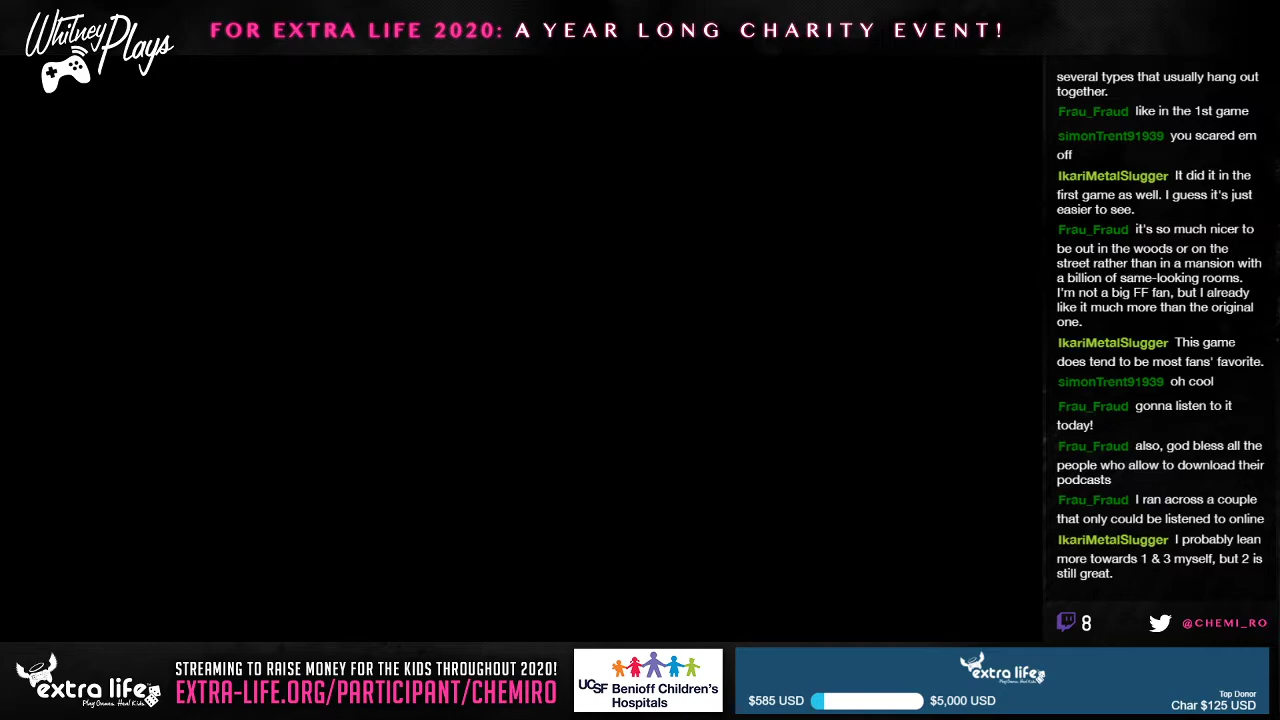 Whitney Plays
FOR EXTRA LIFE 2020: A YEAR LONG CHARITY EVENT!
several types that usually hang out
together.
Frau_Fraud like in the 1st game
simonTrent91939 you scared em
off
IkariMetalSlugger It did it in the
first game as well. I guess it's just
easier to see.
Frau_Fraud it's so much nicer to
be out in the woods or on the
street rather than in a mansion with
a billion of same-looking rooms.
I'm not a big FF fan, but I already
like it much more than the original
one.
IkariMetalSlugger This game
does tend to be most fans' favorite.
simonTrent91939 oh cool
Frau_Fraud gonna listen to it
today!
Frau_Fraud also, god bless all the
people who allow to download their
podcasts
Frau_Fraud I ran across a couple
that only could be listened to online
IkariMetalSlugger I probably lean
more towards 1 & 3 myself, but 2 is
still great.
8
@CHEMI_RO
extra life
Play Games. Heal Kids.
STREAMING TO RAISE MONEY FOR THE KIDS THROUGHOUT 2020!
EXTRA-LIFE.ORG/PARTICIPANT/CHEMIRO
UCSF Benioff Children's
Hospitals
extra life
Play Games. Heal Kids.
$585 USD
$5,000 USD
Top Donor
Char $125 USD